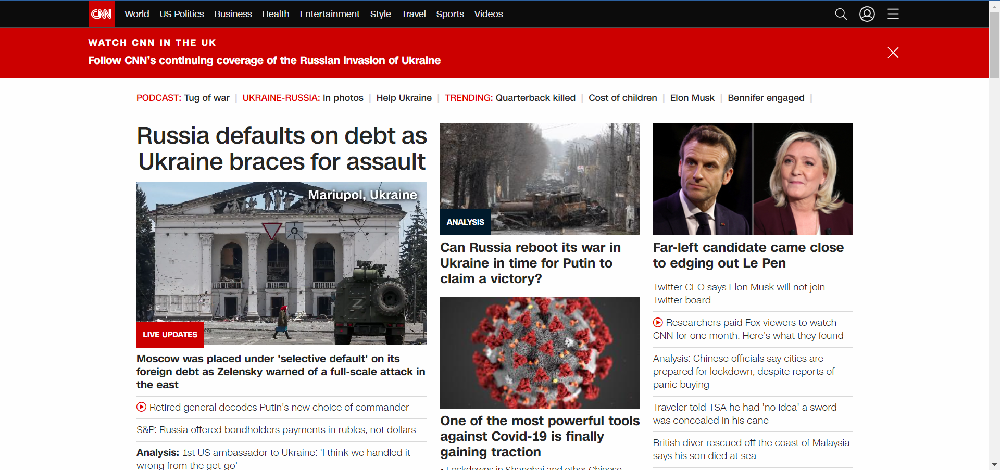 CNN World US Politics Business Health Entertainment Style Travel Sports Videos
WATCH CNN IN THE UK
Follow CNN’s continuing coverage of the Russian invasion of Ukraine
PODCAST: Tug of war | UKRAINE-RUSSIA: In photos | Help Ukraine | TRENDING: Quarterback killed | Cost of children | Elon Musk | Bennifer engaged |
Russia defaults on debt as
Ukraine braces for assault
Mariupol, Ukraine
Z
LIVE UPDATES
Moscow was placed under 'selective default' on its
foreign debt as Zelensky warned of a full-scale attack in
the east
Retired general decodes Putin's new choice of commander
S&P: Russia offered bondholders payments in rubles, not dollars
Analysis: 1st US ambassador to Ukraine: 'I think we handled it
wrong from the get-go'
ANALYSIS
Can Russia reboot its war in
Ukraine in time for Putin to
claim a victory?
One of the most powerful tools
against Covid-19 is finally
gaining traction
• Lockdowns in Shanghai and other Chinese
Far-left candidate came close
to edging out Le Pen
Twitter CEO says Elon Musk will not join
Twitter board
Researchers paid Fox viewers to watch
CNN for one month. Here's what they found
Analysis: Chinese officials say cities are
prepared for lockdown, despite reports of
panic buying
Traveler told TSA he had 'no idea' a sword
was concealed in his cane
British diver rescued off the coast of Malaysia
says his son died at sea